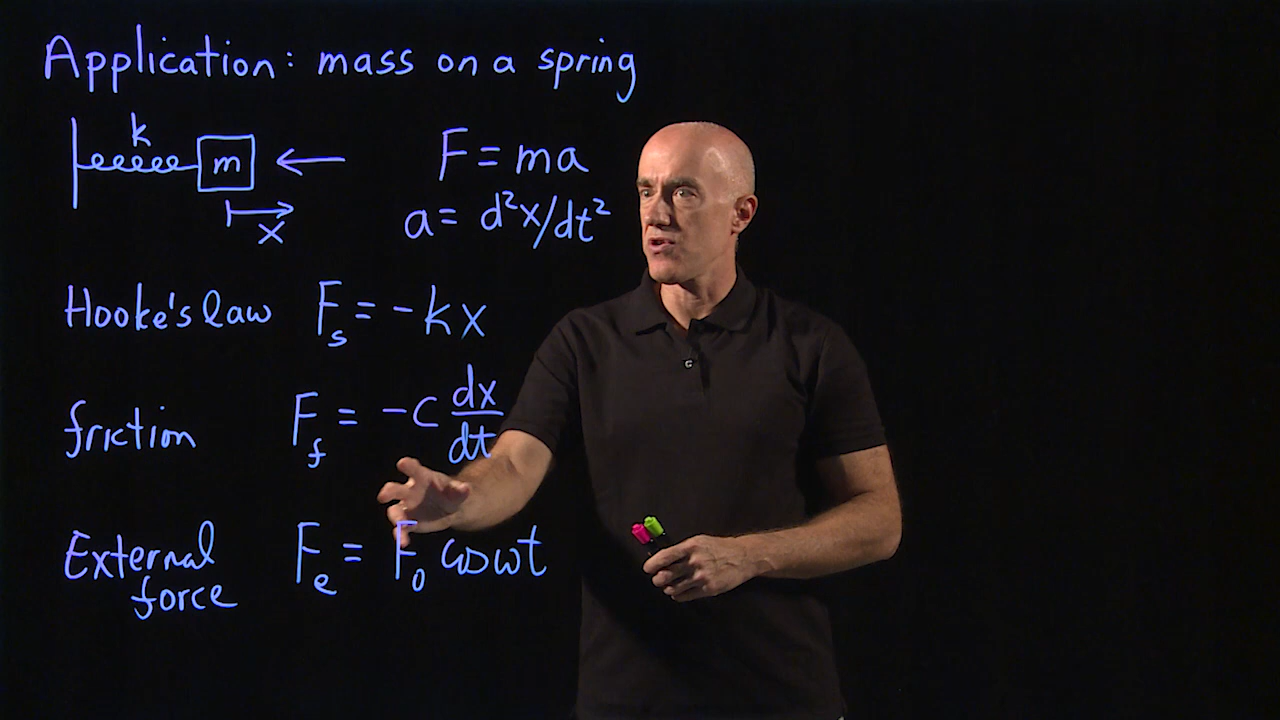 Application: mass on a spring
k
m
x
F = ma
a = d²x/dt²
Hooke's law F_s = -kx
friction F_f = -c dx/dt
External force F_e = F_0 cos ωt